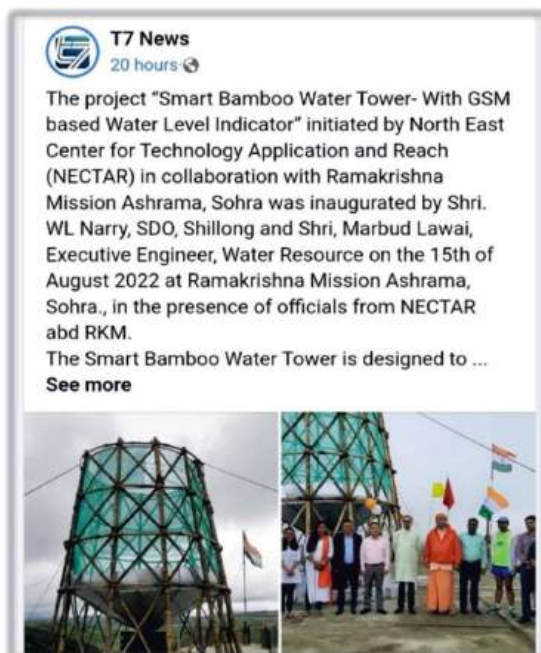 T7 News
20 hours
The project “Smart Bamboo Water Tower- With GSM
based Water Level Indicator” initiated by North East
Center for Technology Application and Reach
(NECTAR) in collaboration with Ramakrishna
Mission Ashrama, Sohra was inaugurated by Shri.
WL Narry, SDO, Shillong and Shri, Marbud Lawai,
Executive Engineer, Water Resource on the 15th of
August 2022 at Ramakrishna Mission Ashrama,
Sohra., in the presence of officials from NECTAR
abd RKM.
The Smart Bamboo Water Tower is designed to ...
See more